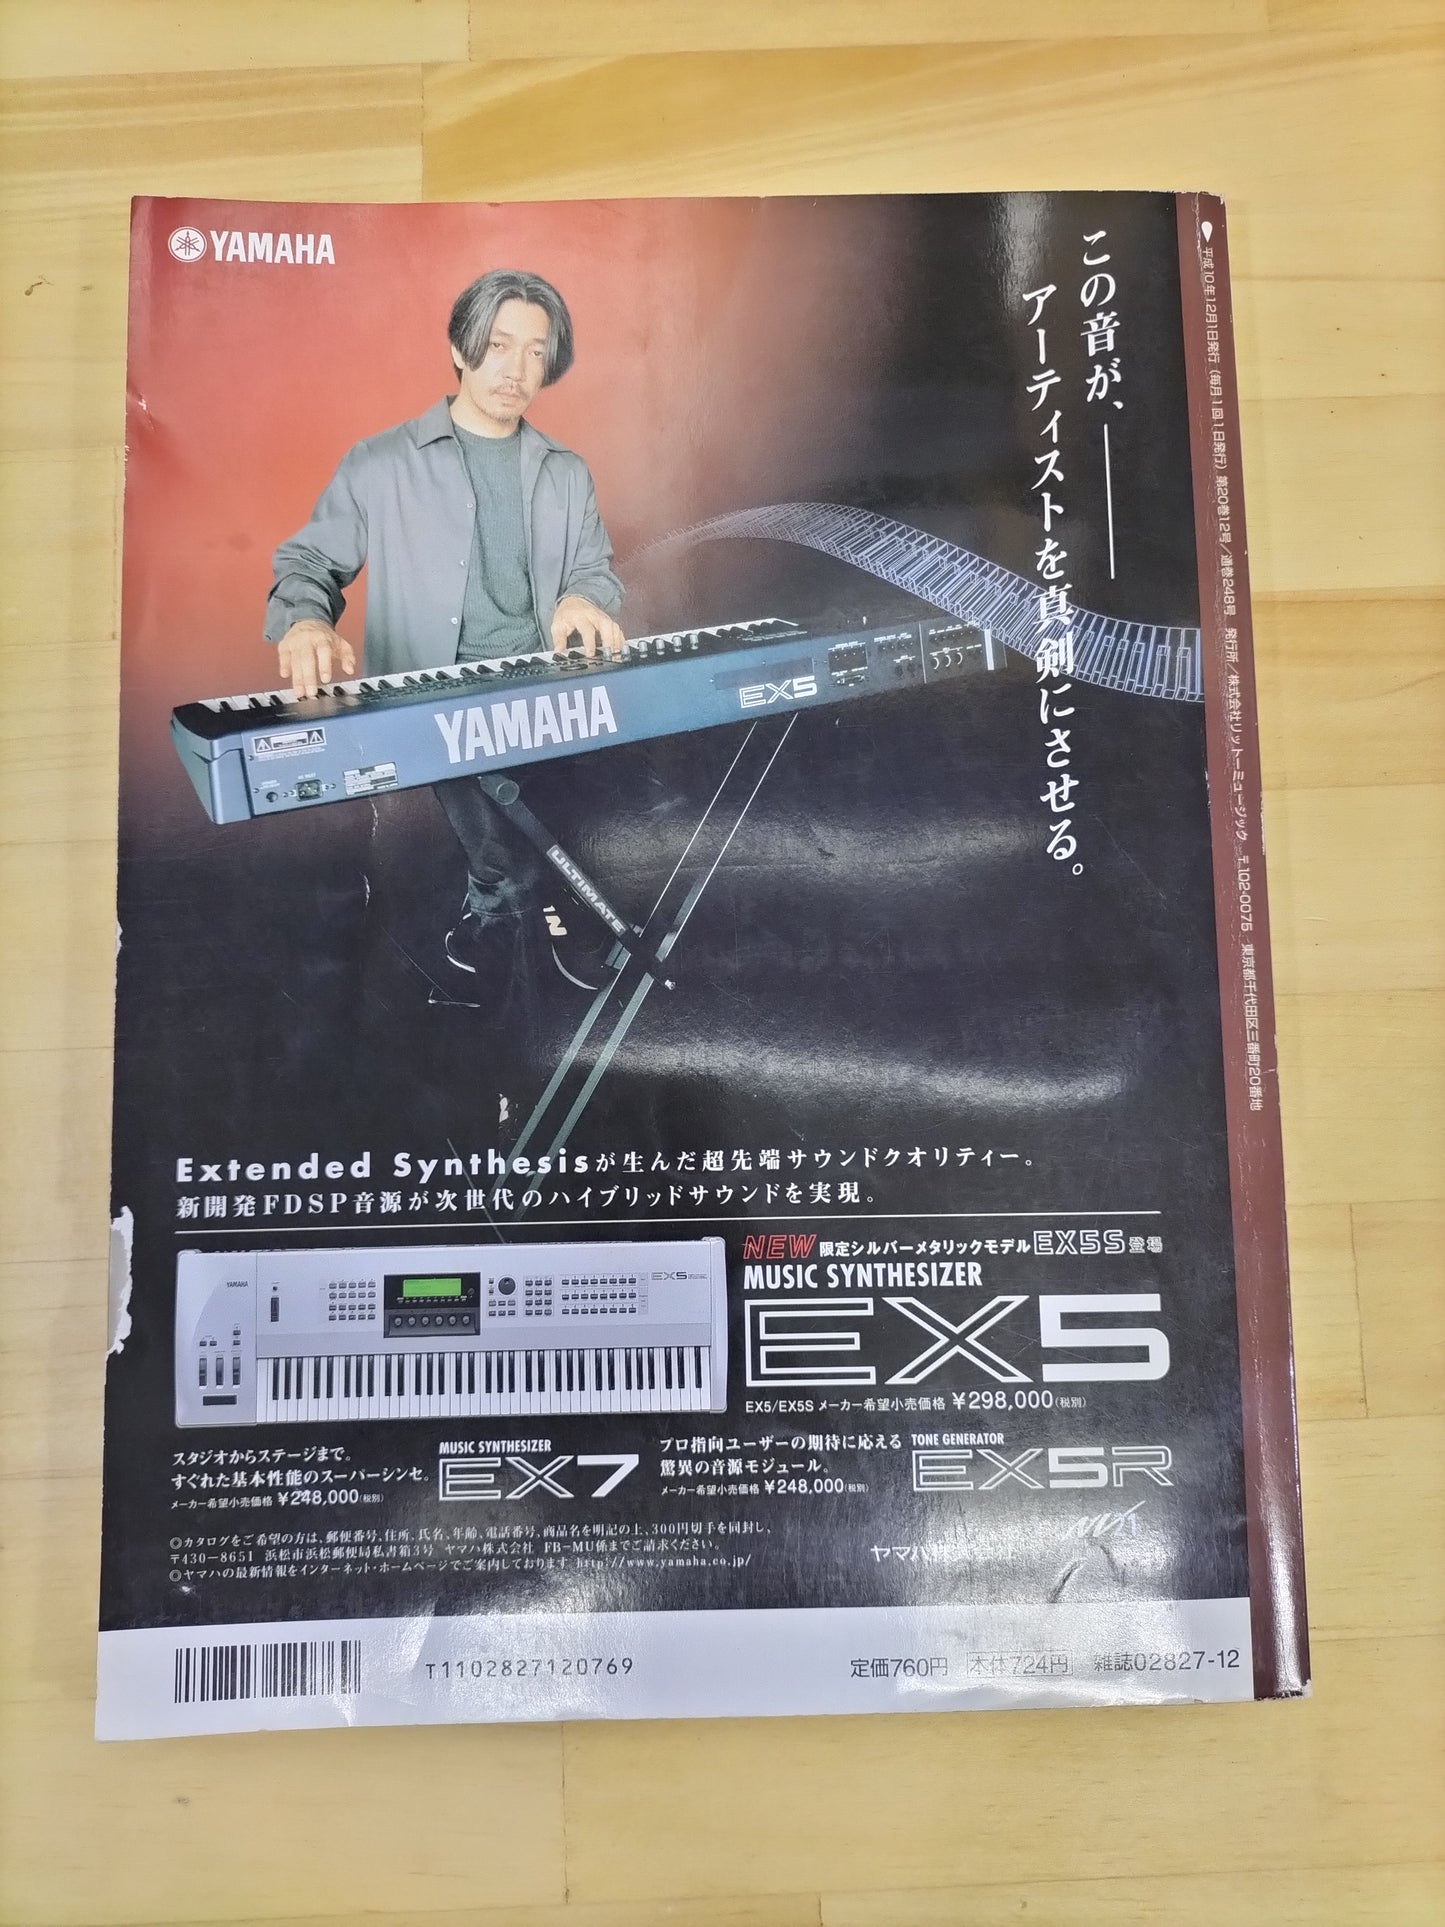 YAMAHA
この音が、――
アーティストを真剣にさせる。
YAMAHA
EX5
ULTIMATE
Extended Synthesisが生んだ超先端サウンドクオリティー。
新開発FDSP音源が次世代のハイブリッドサウンドを実現。
YAMAHA
EX5
NEW 限定シルバーメタリックモデルEX5S登場
MUSIC SYNTHESIZER
EX5
EX5/EX5S メーカー希望小売価格 ¥298,000(税別)
スタジオからステージまで。
すぐれた基本性能のスーパーシンセ。
メーカー希望小売価格 ¥248,000(税別)
MUSIC SYNTHESIZER
EX7
プロ指向ユーザーの期待に応える
驚異の音源モジュール。
メーカー希望小売価格 ¥248,000(税別)
TONE GENERATOR
EX5R
◎カタログをご希望の方は、郵便番号、住所、氏名、年齢、電話番号、商品名を明記の上、300円切手を同封し、
〒430-8651 浜松市浜松郵便局私書箱3号 ヤマハ株式会社 FB-MU係までご請求ください。
◎ヤマハの最新情報をインターネット・ホームページでご案内しております http://www.yamaha.co.jp/
ヤマハ株式会社
T1102827120769
定価760円 本体724円 雑誌02827-12
平成10年12月1日発行(毎月1回1日発行)第20巻12号/通巻248号 発行所/株式会社リットーミュージック 〒102-0075 東京都千代田区三番町20番地